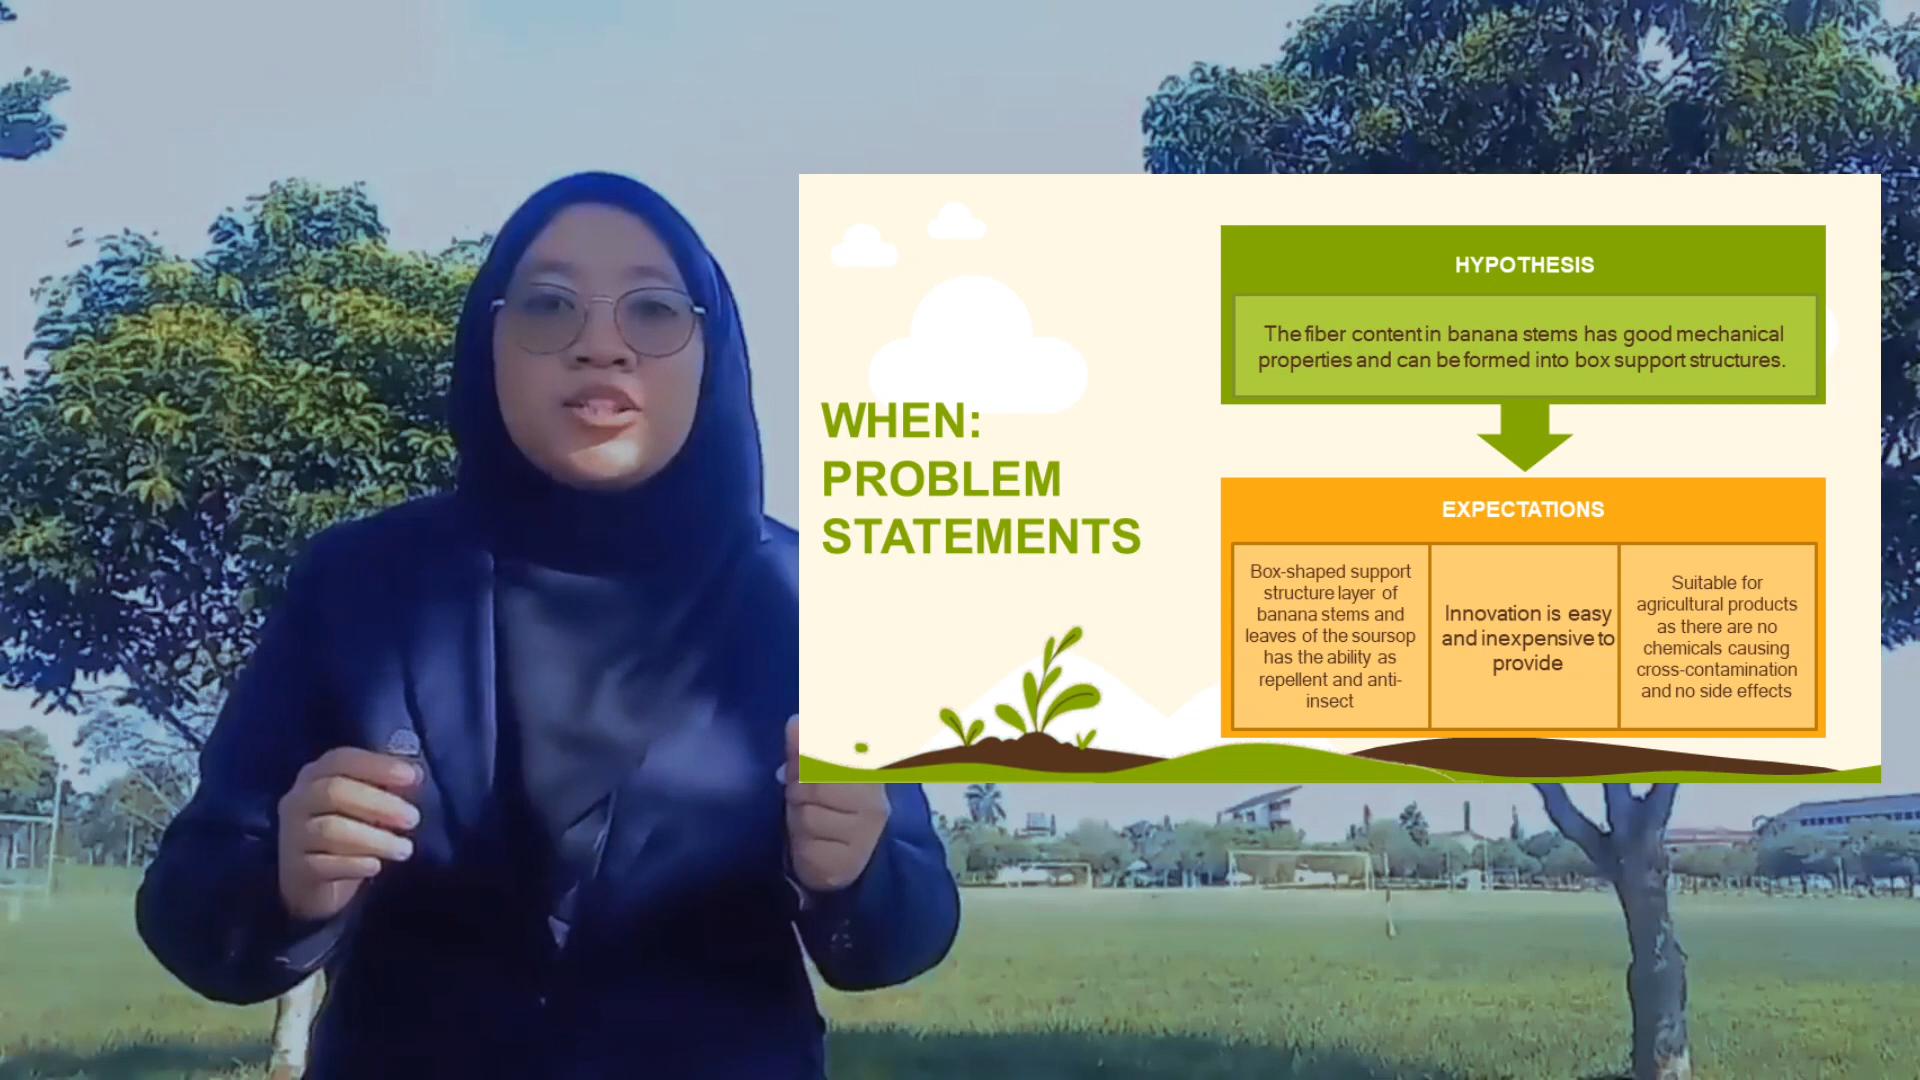 WHEN:
PROBLEM
STATEMENTS
HYPOTHESIS
The fiber content in banana stems has good mechanical
properties and can be formed into box support structures.
EXPECTATIONS
Box-shaped support
structure layer of
banana stems and
leaves of the soursop
has the ability as
repellent and anti-
insect
Innovation is easy
and inexpensive to
provide
Suitable for
agricultural products
as there are no
chemicals causing
cross-contamination
and no side effects